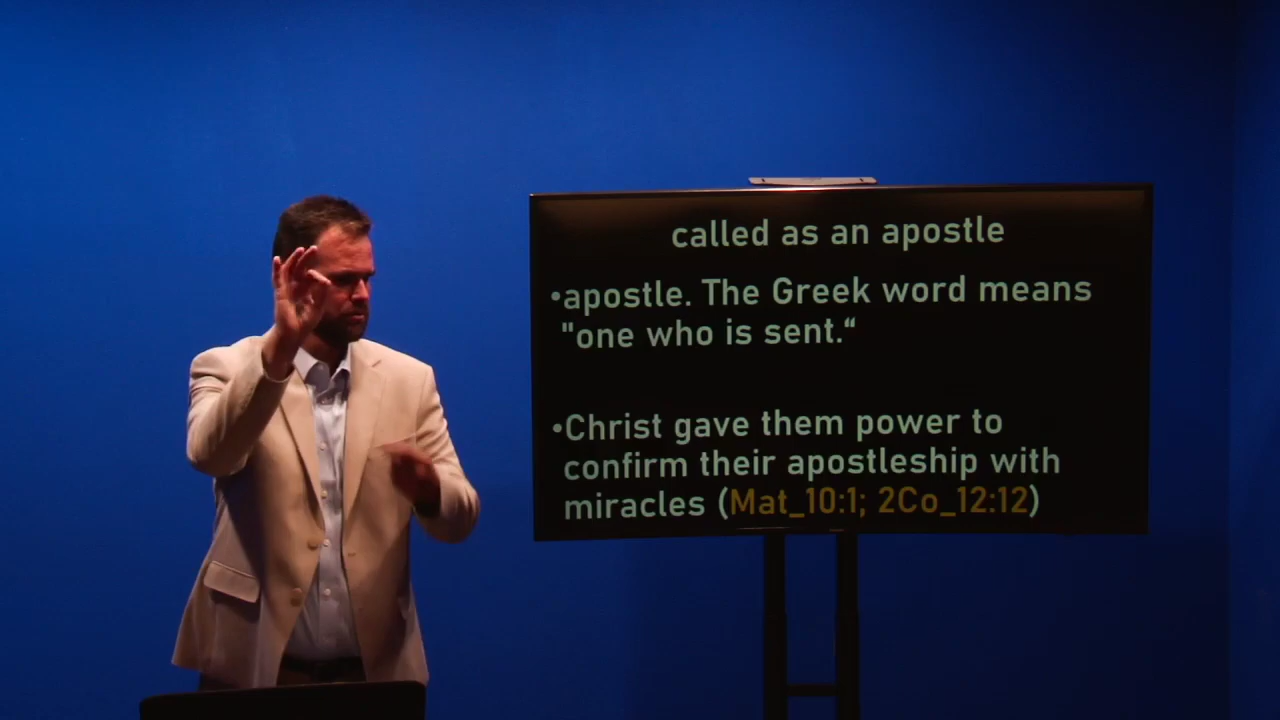 called as an apostle
•apostle. The Greek word means
"one who is sent.“
•Christ gave them power to
confirm their apostleship with
miracles (Mat_10:1; 2Co_12:12)